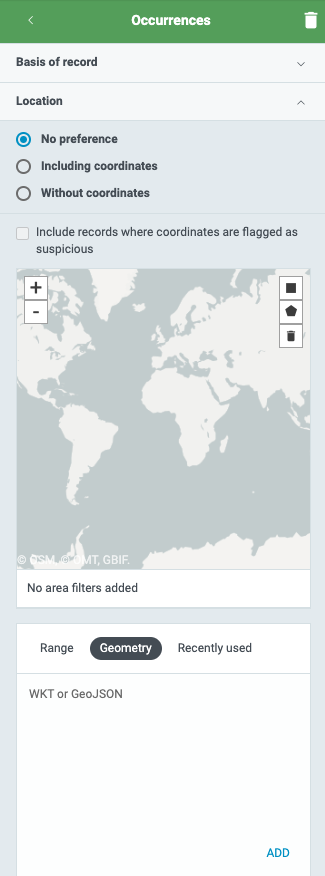 Occurrences
Basis of record
Location
No preference
Including coordinates
Without coordinates
Include records where coordinates are flagged as
suspicious
+
-
© OSM, © OMT, GBIF.
No area filters added
Range Geometry Recently used
WKT or GeoJSON
ADD